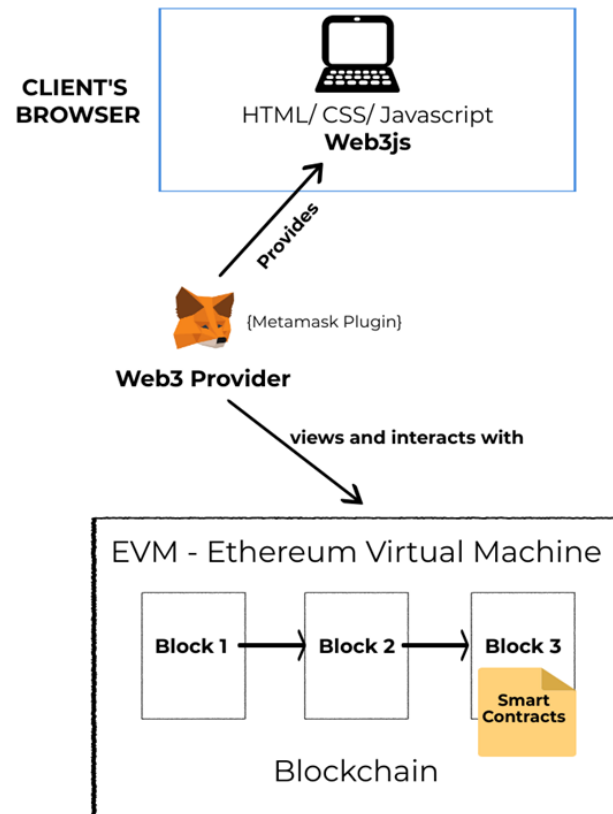 CLIENT'S
BROWSER
HTML/ CSS/ Javascript
Web3js
Provides
{Metamask Plugin}
Web3 Provider
views and interacts with
EVM - Ethereum Virtual Machine
Block 1
Block 2
Block 3
Smart
Contracts
Blockchain